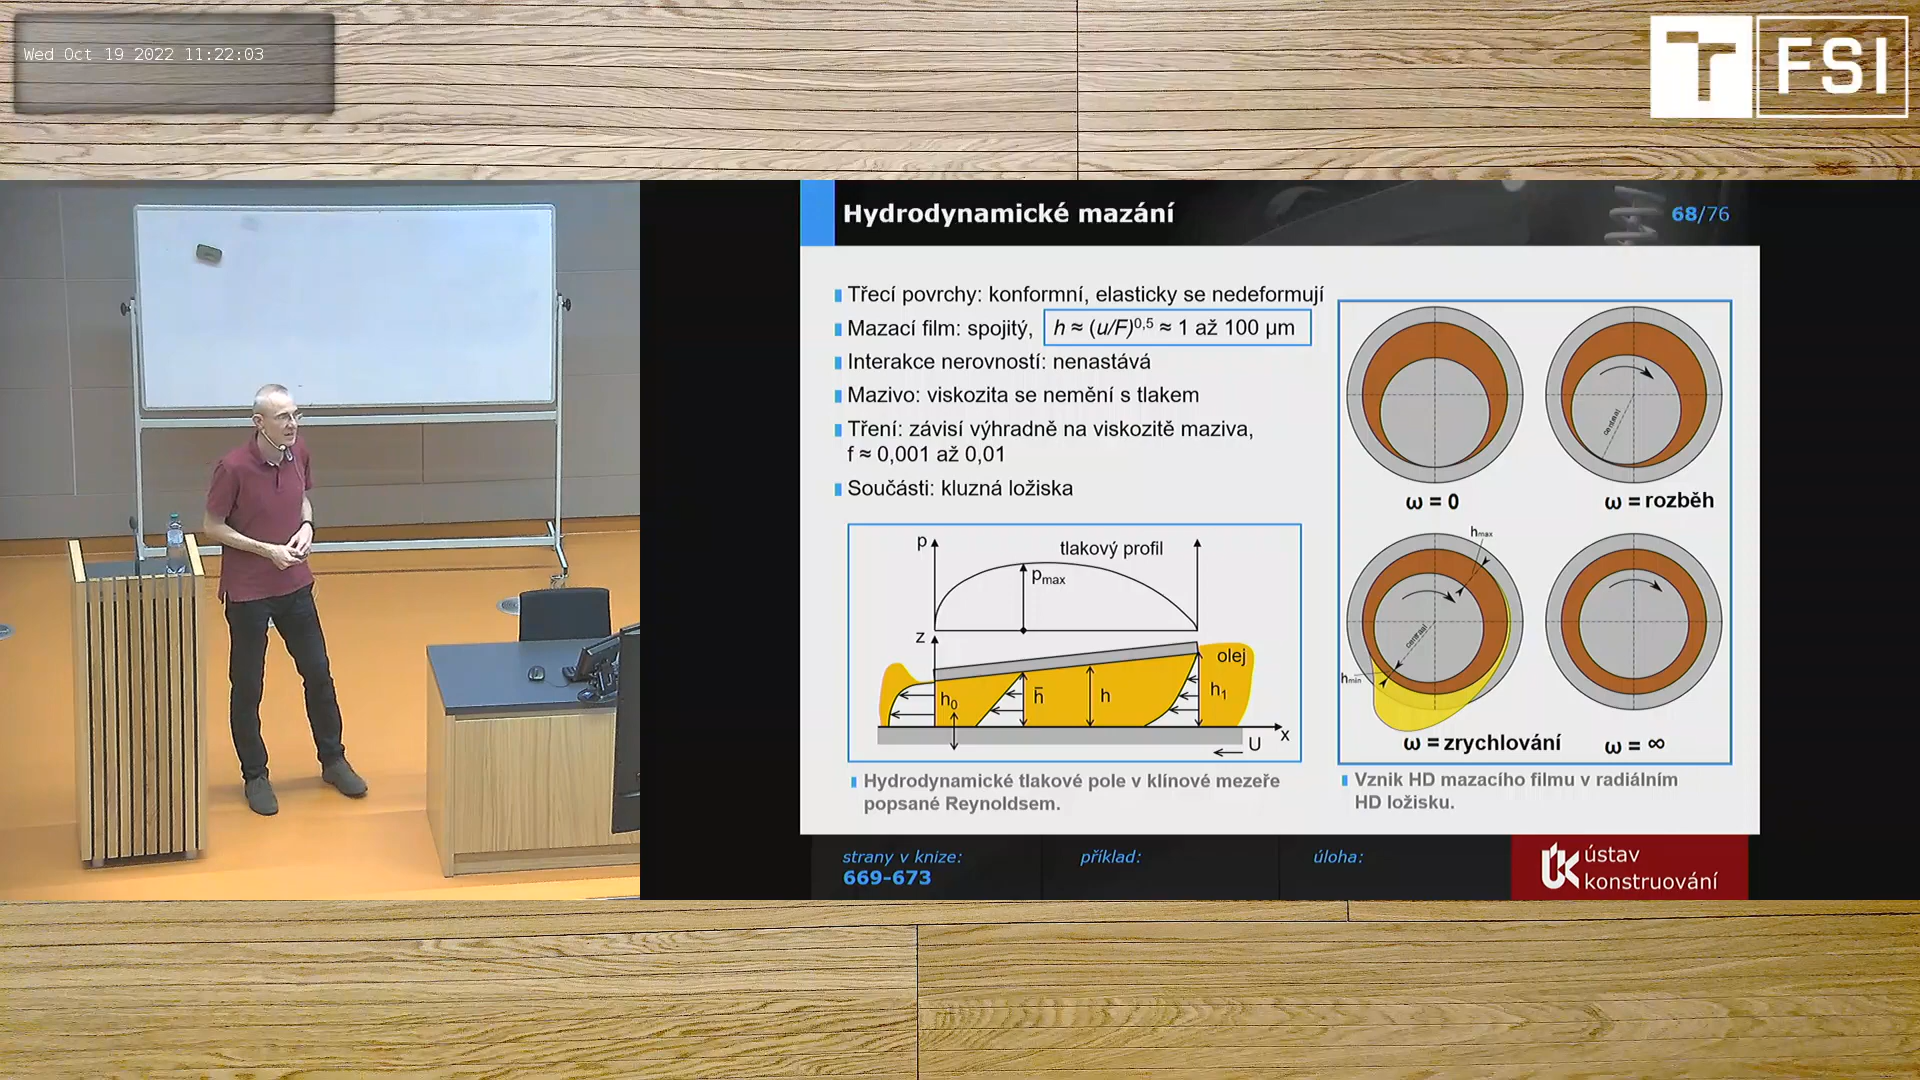 Wed Oct 19 2022 11:22:03
T FSI
Hydrodynamické mazání
68/76
Třecí povrchy: konformní, elasticky se nedeformují
Mazací film: spojitý, h ≈ (u/F)^0,5 ≈ 1 až 100 µm
Interakce nerovností: nenastává
Mazivo: viskozita se nemění s tlakem
Tření: závisí výhradně na viskozitě maziva,
f ≈ 0,001 až 0,01
Součásti: kluzná ložiska
p
tlakový profil
pmax
z
olej
h0
h̄
h
h1
x
U
Hydrodynamické tlakové pole v klínové mezeře
popsané Reynoldsem.
centraal
ω = 0
ω = rozběh
hmax
centraal
hmin
ω = zrychlování
ω = ∞
Vznik HD mazacího filmu v radiálním
HD ložisku.
strany v knize:
669-673
příklad:
úloha:
ÚK ústav
konstruování